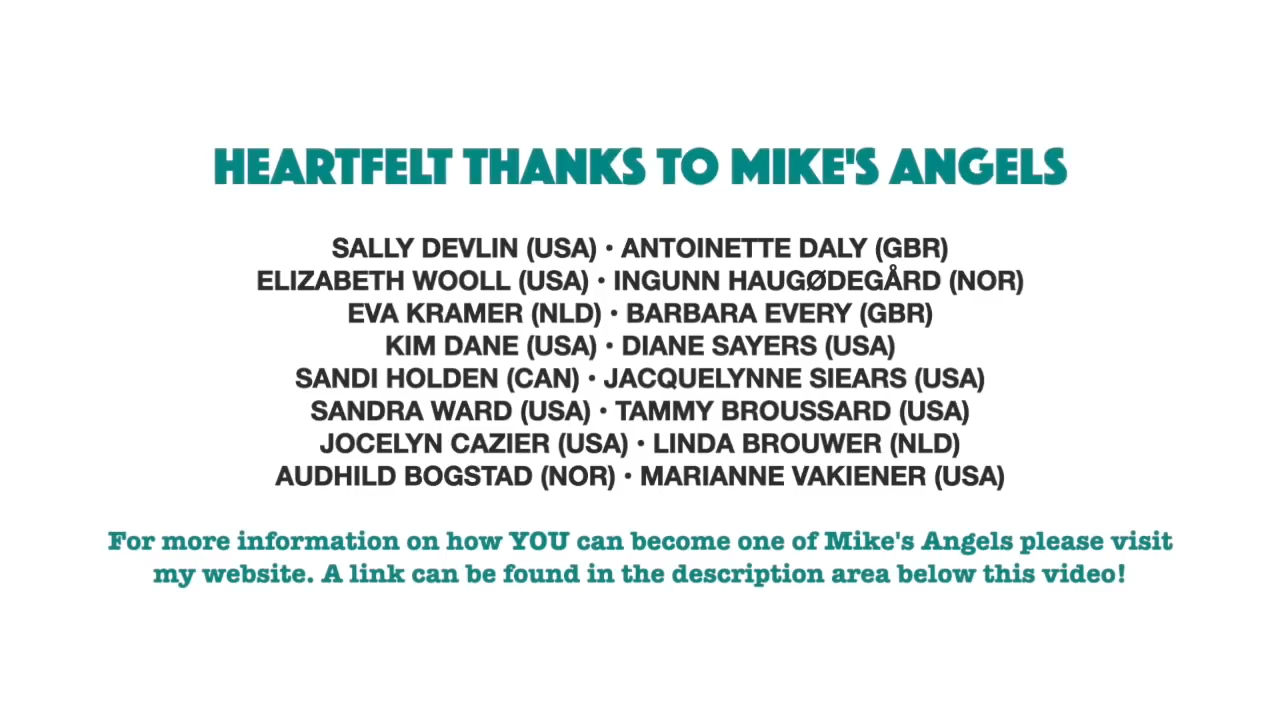 HEARTFELT THANKS TO MIKE'S ANGELS
SALLY DEVLIN (USA) • ANTOINETTE DALY (GBR)
ELIZABETH WOOLL (USA) • INGUNN HAUGØDEGÅRD (NOR)
EVA KRAMER (NLD) • BARBARA EVERY (GBR)
KIM DANE (USA) • DIANE SAYERS (USA)
SANDI HOLDEN (CAN) • JACQUELYNNE SIEARS (USA)
SANDRA WARD (USA) • TAMMY BROUSSARD (USA)
JOCELYN CAZIER (USA) • LINDA BROUWER (NLD)
AUDHILD BOGSTAD (NOR) • MARIANNE VAKIENER (USA)
For more information on how YOU can become one of Mike's Angels please visit
my website. A link can be found in the description area below this video!